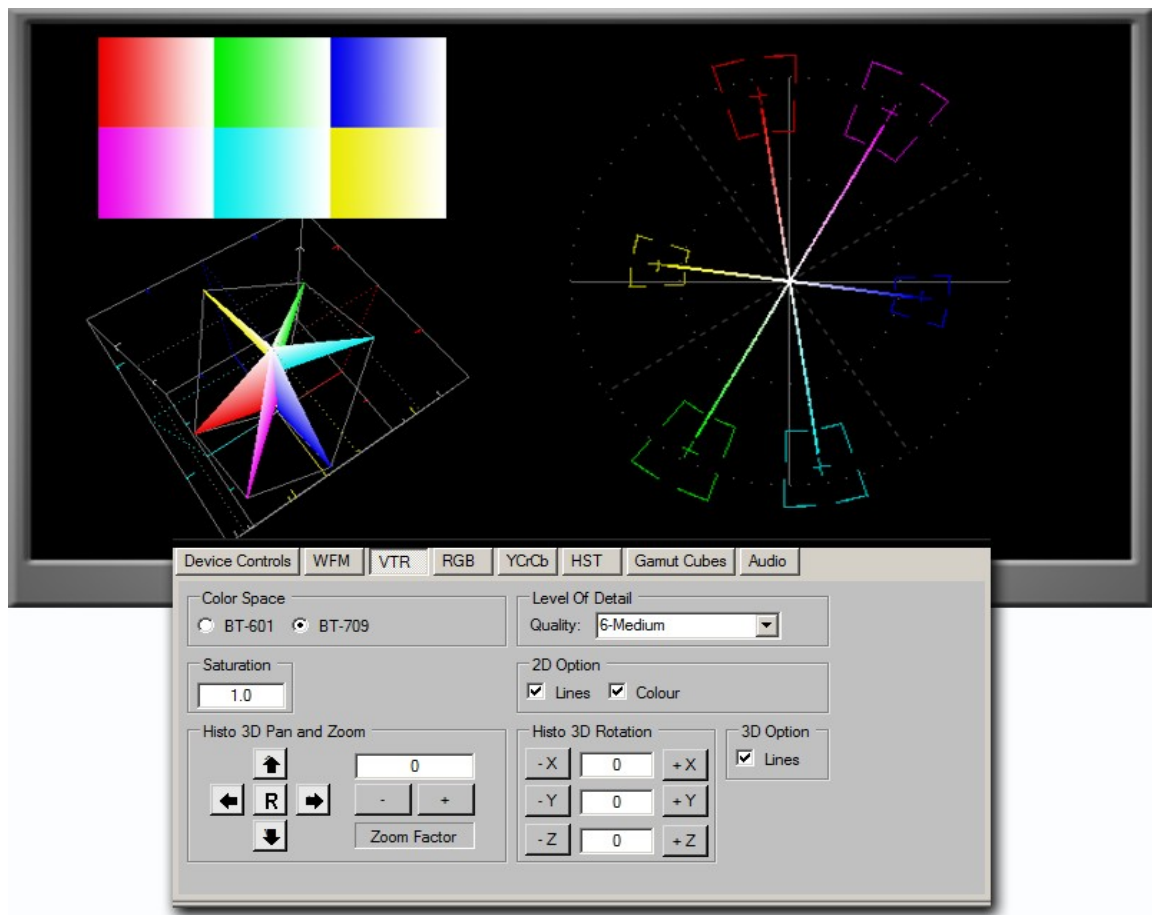 Device Controls WFM VTR RGB YCrCb HST Gamut Cubes Audio
Color Space
BT-601 BT-709
Level Of Detail
Quality: 6-Medium
Saturation
1.0
2D Option
Lines Colour
Histo 3D Pan and Zoom
R
0
- +
Zoom Factor
Histo 3D Rotation
-X 0 +X
-Y 0 +Y
-Z 0 +Z
3D Option
Lines